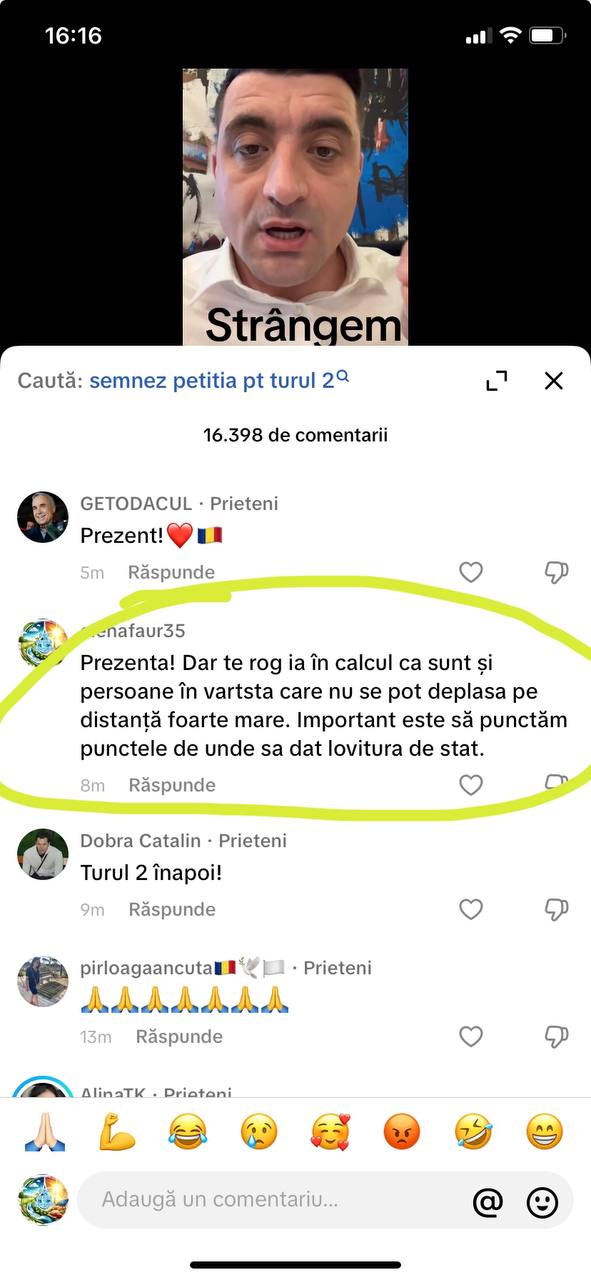 16:16
Strângem
Caută: semnez petitia pt turul 2
16.398 de comentarii
GETODACUL · Prieteni
Prezent!❤️🇷🇴
5m Răspunde
elenafaur35
Prezenta! Dar te rog ia în calcul ca sunt și
persoane în vartsta care nu se pot deplasa pe
distanță foarte mare. Important este să punctăm
punctele de unde sa dat lovitura de stat.
8m Răspunde
Dobra Catalin · Prieteni
Turul 2 înapoi!
9m Răspunde
pirloagaancuta🇷🇴🕊️🏳️ · Prieteni
🙏🙏🙏🙏🙏🙏🙏
13m Răspunde
AlinaTK · Prieteni
🙏🏻 💪 😂 😢 🥰 😡 🤣 😁
Adaugă un comentariu... @